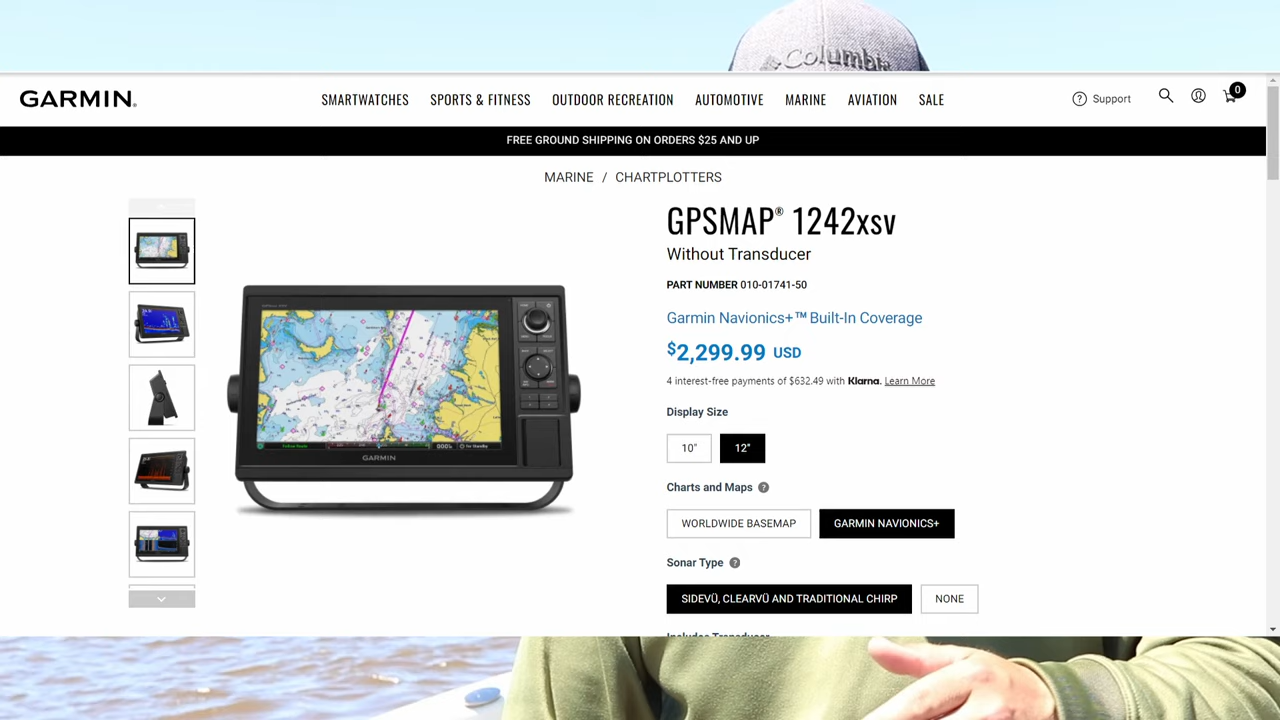 Columbia
GARMIN.
SMARTWATCHES SPORTS & FITNESS OUTDOOR RECREATION AUTOMOTIVE MARINE AVIATION SALE
? Support
0
FREE GROUND SHIPPING ON ORDERS $25 AND UP
MARINE / CHARTPLOTTERS
GPSMAP® 1242xsv
Without Transducer
PART NUMBER 010-01741-50
Garmin Navionics+™ Built-In Coverage
$2,299.99 USD
4 interest-free payments of $632.49 with Klarna. Learn More
Display Size
10" 12"
Charts and Maps ?
WORLDWIDE BASEMAP GARMIN NAVIONICS+
Sonar Type ?
SIDEVÜ, CLEARVÜ AND TRADITIONAL CHIRP NONE
Includes Transducer
GARMIN